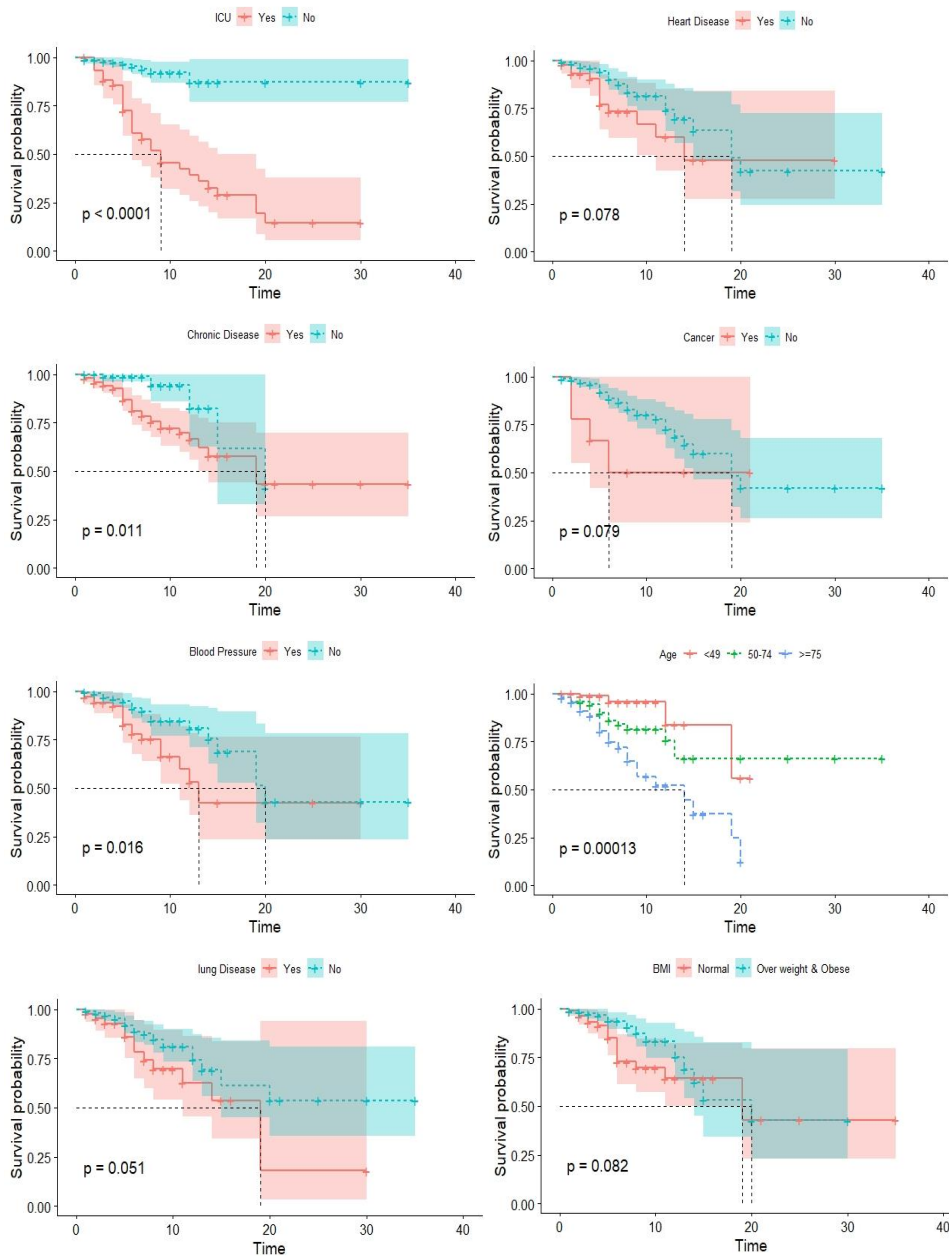 ICU Yes No
Survival probability
1.00
0.75
0.50
0.25
0.00
p < 0.0001
0 10 20 30 40
Time
Heart Disease Yes No
Survival probability
1.00
0.75
0.50
0.25
0.00
p = 0.078
0 10 20 30 40
Time
Chronic Disease Yes No
Survival probability
1.00
0.75
0.50
0.25
0.00
p = 0.011
0 10 20 30 40
Time
Cancer Yes No
Survival probability
1.00
0.75
0.50
0.25
0.00
p = 0.079
0 10 20 30 40
Time
Blood Pressure Yes No
Survival probability
1.00
0.75
0.50
0.25
0.00
p = 0.016
0 10 20 30 40
Time
Age <49 50-74 >=75
Survival probability
1.00
0.75
0.50
0.25
0.00
p = 0.00013
0 10 20 30 40
Time
lung Disease Yes No
Survival probability
1.00
0.75
0.50
0.25
0.00
p = 0.051
0 10 20 30 40
Time
BMI Normal Over weight & Obese
Survival probability
1.00
0.75
0.50
0.25
0.00
p = 0.082
0 10 20 30 40
Time